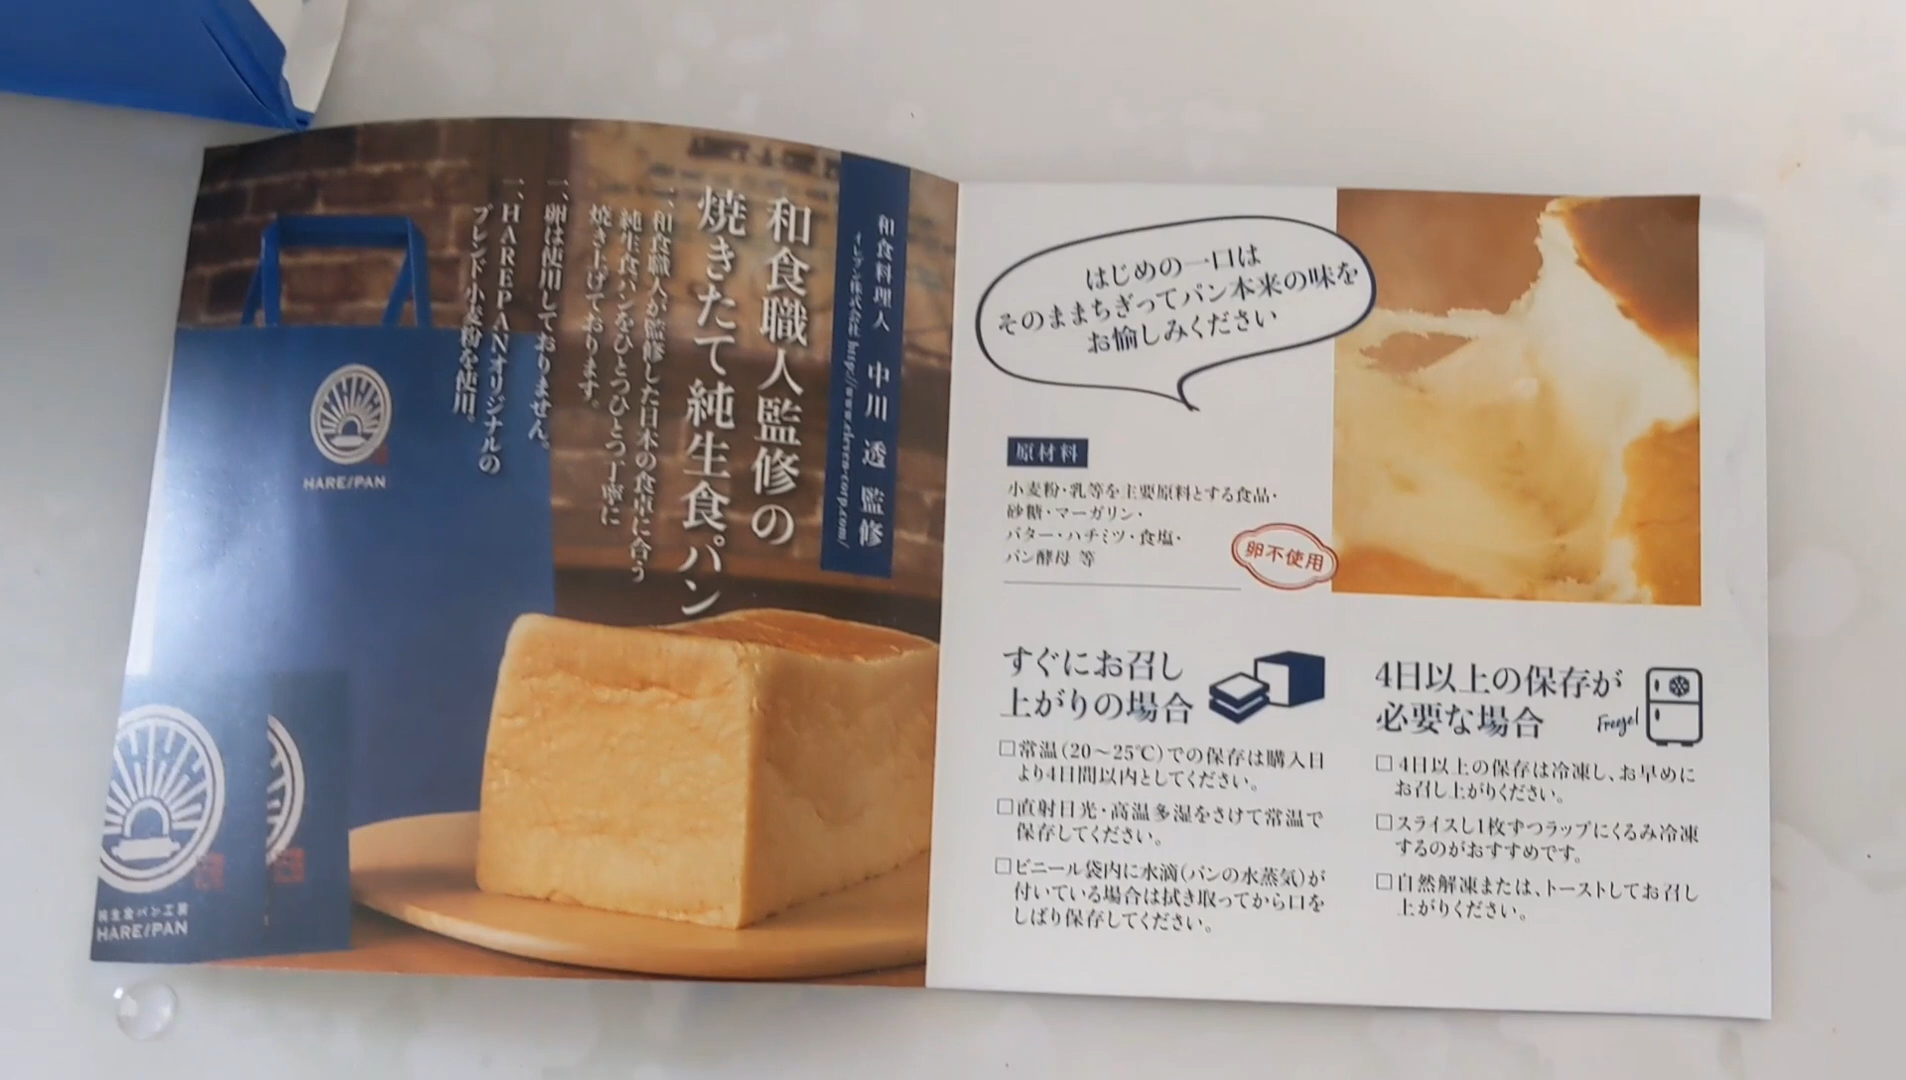 和食料理人 中川 透 監修
イレブン株式会社 http://www.eleven-corp.com/
和食職人監修の
焼きたて純生食パン
一、和食職人が監修した日本の食卓に合う
純生食パンをひとつひとつ丁寧に
焼き上げております。
一、卵は使用しておりません。
一、HARE/PANオリジナルの
ブレンド小麦粉を使用。
HARE/PAN
純生食パン工房
HARE/PAN
はじめの一口は
そのままちぎってパン本来の味を
お愉しみください
原材料
小麦粉・乳等を主要原料とする食品・
砂糖・マーガリン・
バター・ハチミツ・食塩・
パン酵母 等
卵不使用
すぐにお召し
上がりの場合
□常温(20～25℃)での保存は購入日
より4日間以内としてください。
□直射日光・高温多湿をさけて常温で
保存してください。
□ビニール袋内に水滴(パンの水蒸気)が
付いている場合は拭き取ってから口を
しばり保存してください。
4日以上の保存が
必要な場合
Freeze!
□4日以上の保存は冷凍し、お早めに
お召し上がりください。
□スライスし1枚ずつラップにくるみ冷凍
するのがおすすめです。
□自然解凍または、トーストしてお召し
上がりください。